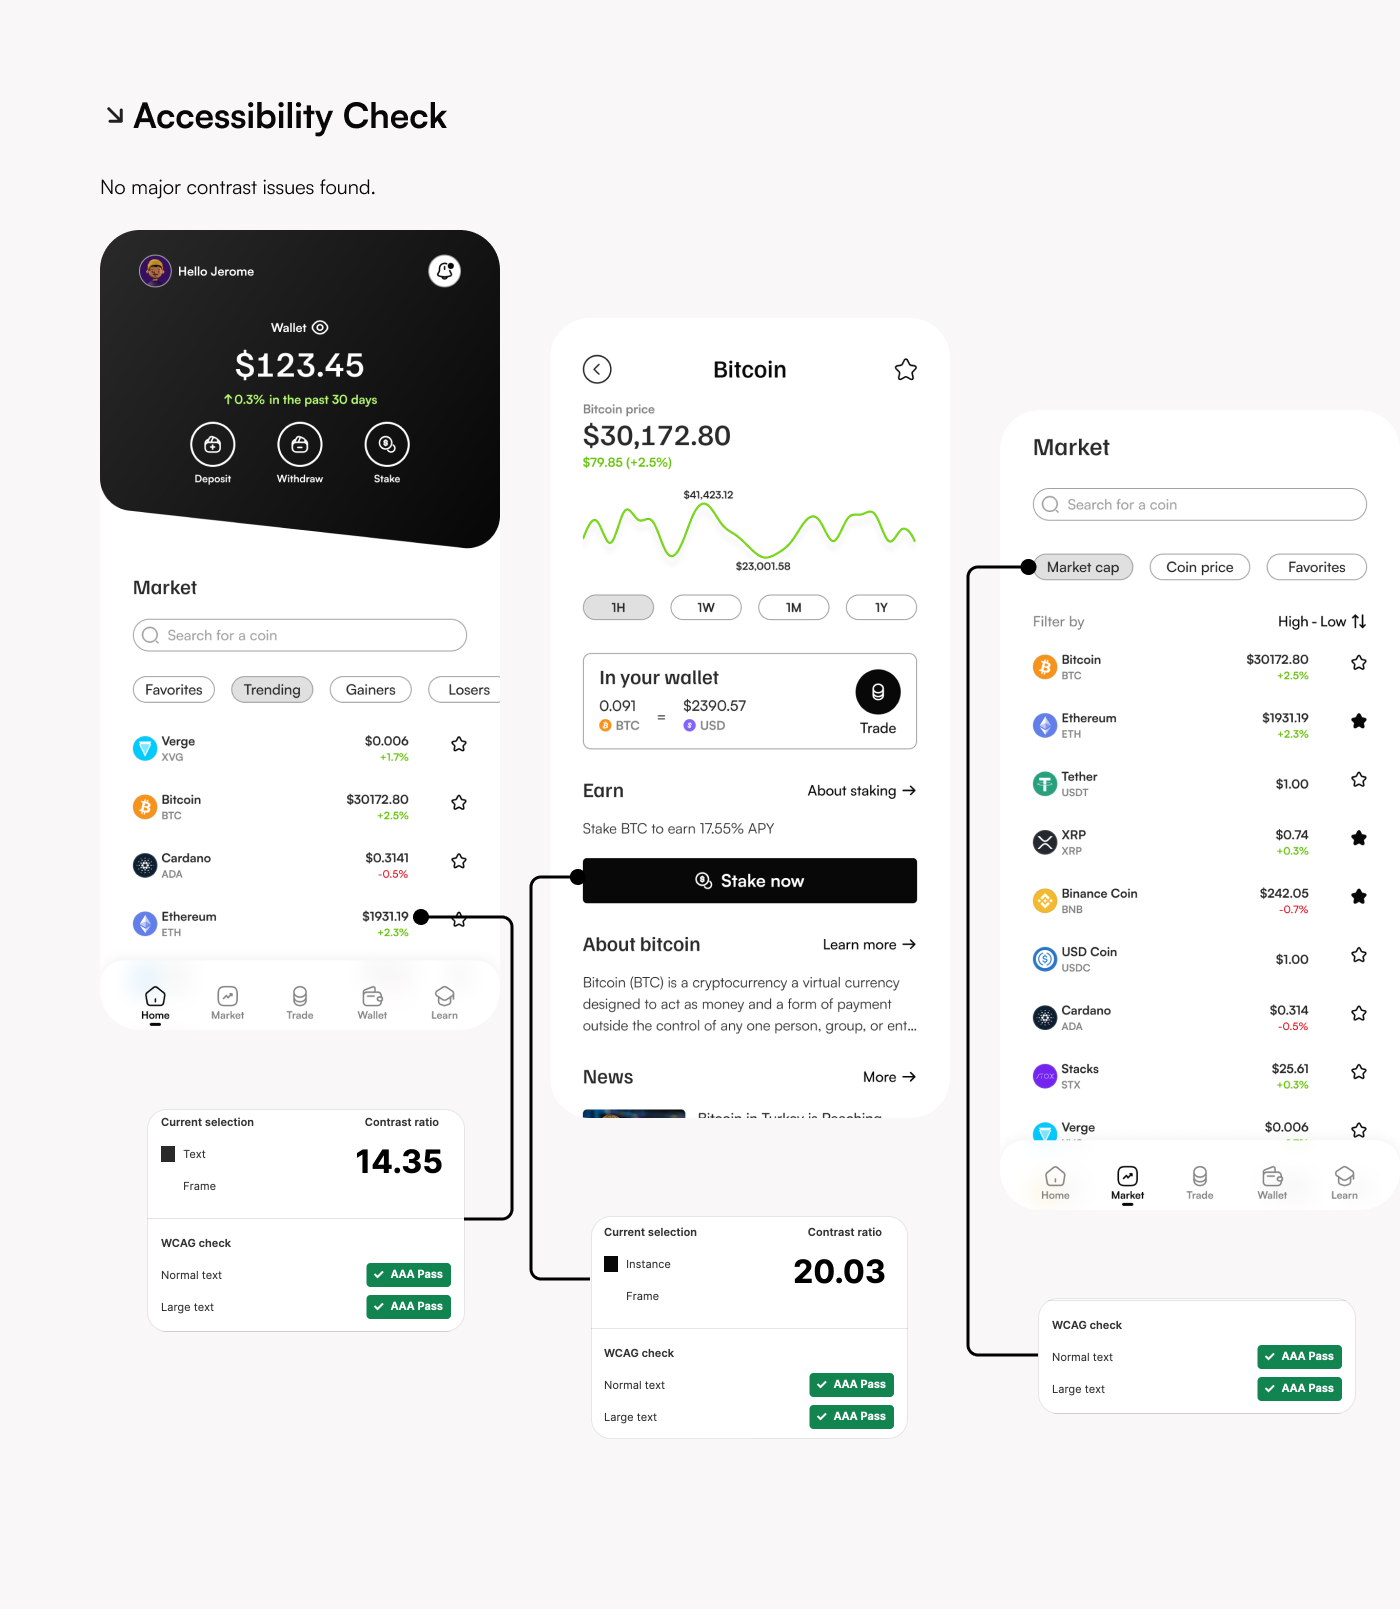 Accessibility Check
No major contrast issues found.
Hello Jerome
Wallet
$123.45
↑0.3% in the past 30 days
Deposit Withdraw Stake
Market
Search for a coin
Favorites Trending Gainers Losers
Verge $0.006
XVG +1.7%
Bitcoin $30172.80
BTC +2.5%
Cardano $0.3141
ADA -0.5%
Ethereum $1931.19
ETH +2.3%
Home Market Trade Wallet Learn
Current selection Contrast ratio
Text 14.35
Frame
WCAG check
Normal text AAA Pass
Large text AAA Pass
Bitcoin
Bitcoin price
$30,172.80
$79.85 (+2.5%)
$41,423.12
$23,001.58
1H 1W 1M 1Y
In your wallet
0.091 = $2390.57
BTC USD
Trade
Earn About staking →
Stake BTC to earn 17.55% APY
Stake now
About bitcoin Learn more →
Bitcoin (BTC) is a cryptocurrency a virtual currency
designed to act as money and a form of payment
outside the control of any one person, group, or ent...
News More →
Bitcoin in Turkey is Reaching
Current selection Contrast ratio
Instance 20.03
Frame
WCAG check
Normal text AAA Pass
Large text AAA Pass
Market
Search for a coin
Market cap Coin price Favorites
Filter by High - Low
Bitcoin $30172.80
BTC +2.5%
Ethereum $1931.19
ETH +2.3%
Tether $1.00
USDT
XRP $0.74
XRP +0.3%
Binance Coin $242.05
BNB -0.7%
USD Coin $1.00
USDC
Cardano $0.314
ADA -0.5%
Stacks $25.61
STX +0.3%
Verge $0.006
Home Market Trade Wallet Learn
WCAG check
Normal text AAA Pass
Large text AAA Pass